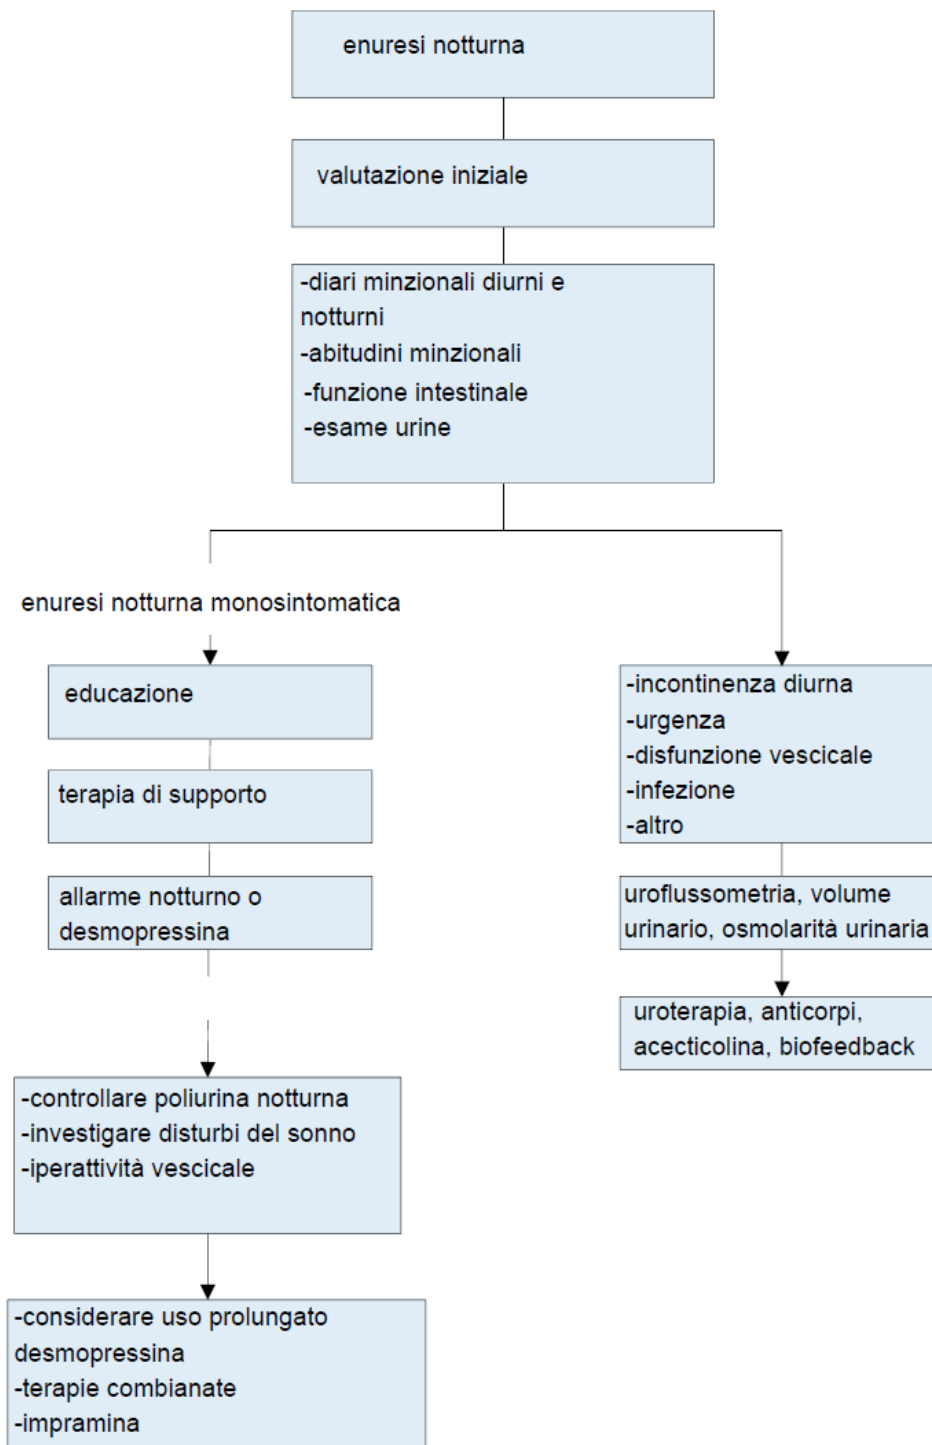 enuresi notturna
valutazione iniziale
-diari minzionali diurni e
notturni
-abitudini minzionali
-funzione intestinale
-esame urine
enuresi notturna monosintomatica
educazione
terapia di supporto
allarme notturno o
desmopressina
-controllare poliurina notturna
-investigare disturbi del sonno
-iperattività vescicale
-considerare uso prolungato
desmopressina
-terapie combianate
-impramina
-incontinenza diurna
-urgenza
-disfunzione vescicale
-infezione
-altro
uroflussometria, volume
urinario, osmolarità urinaria
uroterapia, anticorpi,
acecticolina, biofeedback